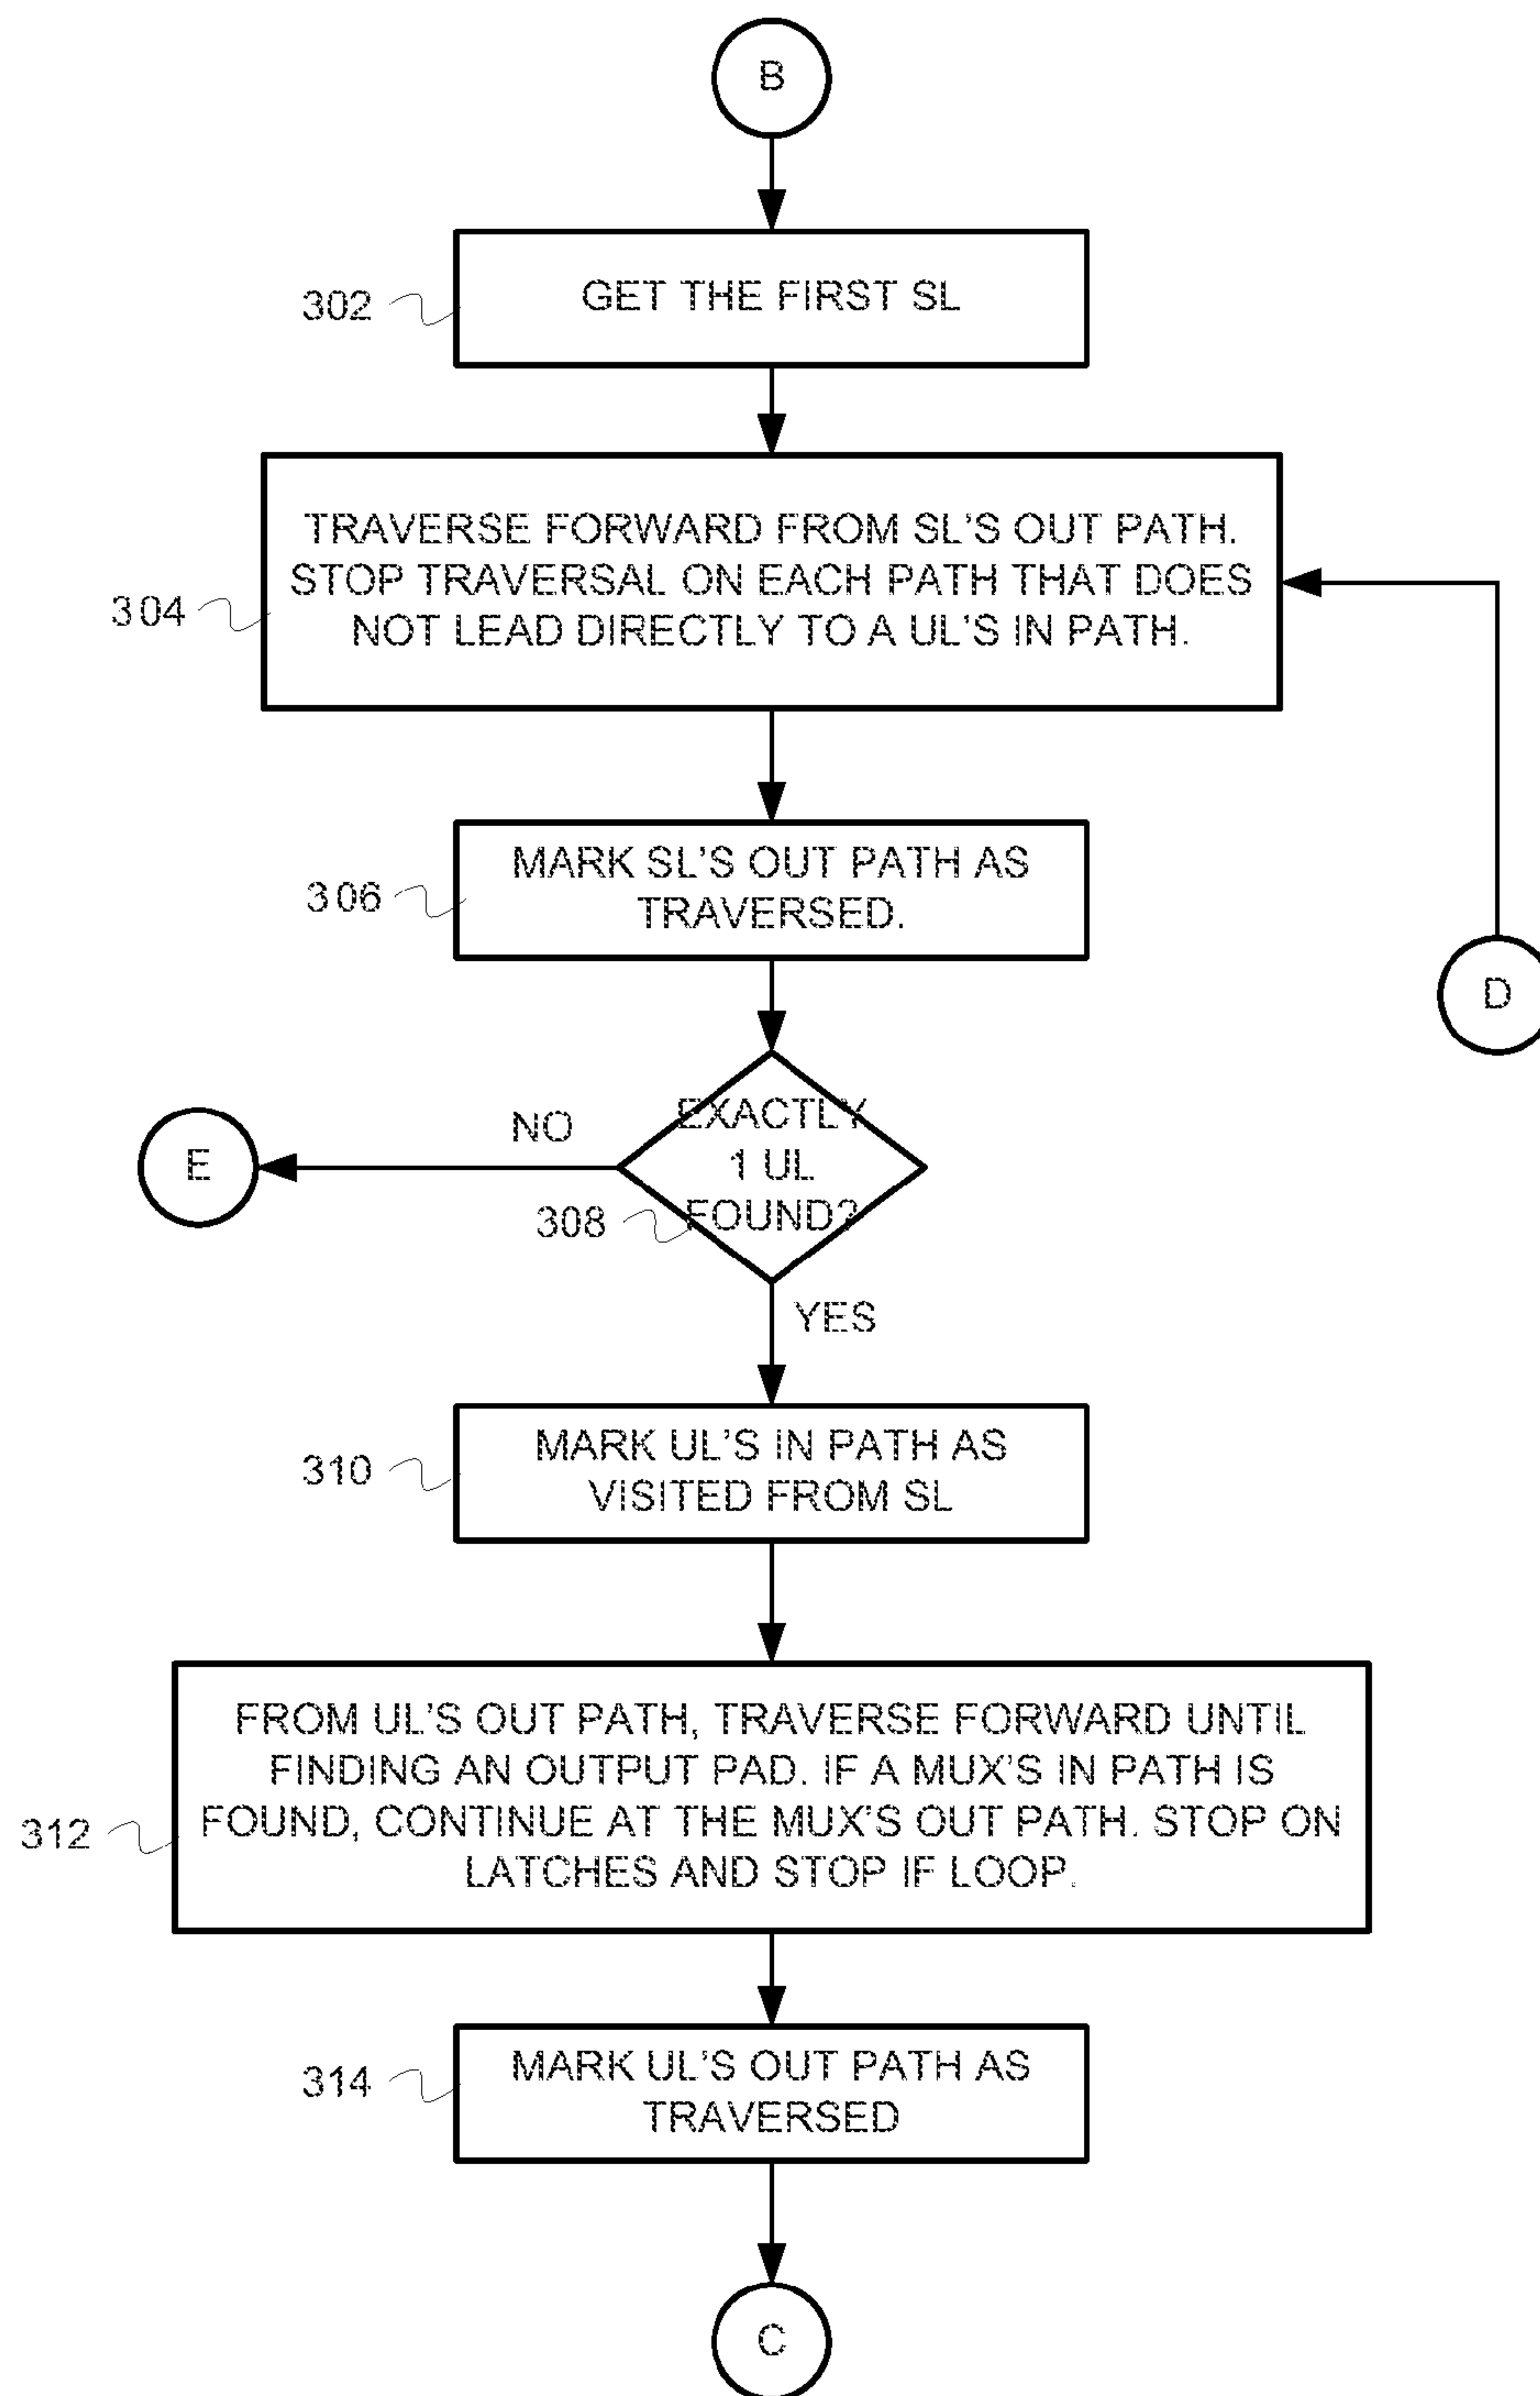 B
302
GET THE FIRST SL
304
TRAVERSE FORWARD FROM SL'S OUT PATH.
STOP TRAVERSAL ON EACH PATH THAT DOES
NOT LEAD DIRECTLY TO A UL'S IN PATH.
306
MARK SL'S OUT PATH AS
TRAVERSED.
D
E
NO
308
EXACTLY
1 UL
FOUND?
YES
310
MARK UL'S IN PATH AS
VISITED FROM SL
312
FROM UL'S OUT PATH, TRAVERSE FORWARD UNTIL
FINDING AN OUTPUT PAD. IF A MUX'S IN PATH IS
FOUND, CONTINUE AT THE MUX'S OUT PATH. STOP ON
LATCHES AND STOP IF LOOP.
314
MARK UL'S OUT PATH AS
TRAVERSED
C